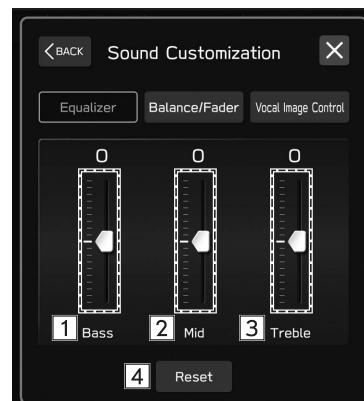 BACK Sound Customization
Equalizer Balance/Fader Vocal Image Control
0 0 0
1 Bass 2 Mid 3 Treble
4 Reset